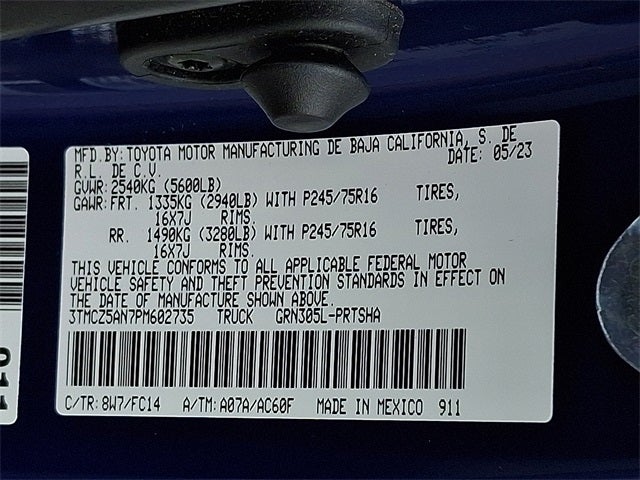 MFD.BY: TOYOTA MOTOR MANUFACTURING DE BAJA CALIFORNIA, S. DE
R.L. DE C.V. DATE: 05/23
GVWR: 2540KG (5600LB)
GAWR: FRT. 1335KG (2940LB) WITH P245/75R16 TIRES,
16X7J RIMS.
RR. 1490KG (3280LB) WITH P245/75R16 TIRES,
16X7J RIMS.
THIS VEHICLE CONFORMS TO ALL APPLICABLE FEDERAL MOTOR
VEHICLE SAFETY AND THEFT PREVENTION STANDARDS IN EFFECT ON
THE DATE OF MANUFACTURE SHOWN ABOVE.
3TMCZ5AN7PM602735 TRUCK GRN305L-PRTSHA
C/TR: 8W7/FC14 A/TM: A07A/AC60F MADE IN MEXICO 911
911